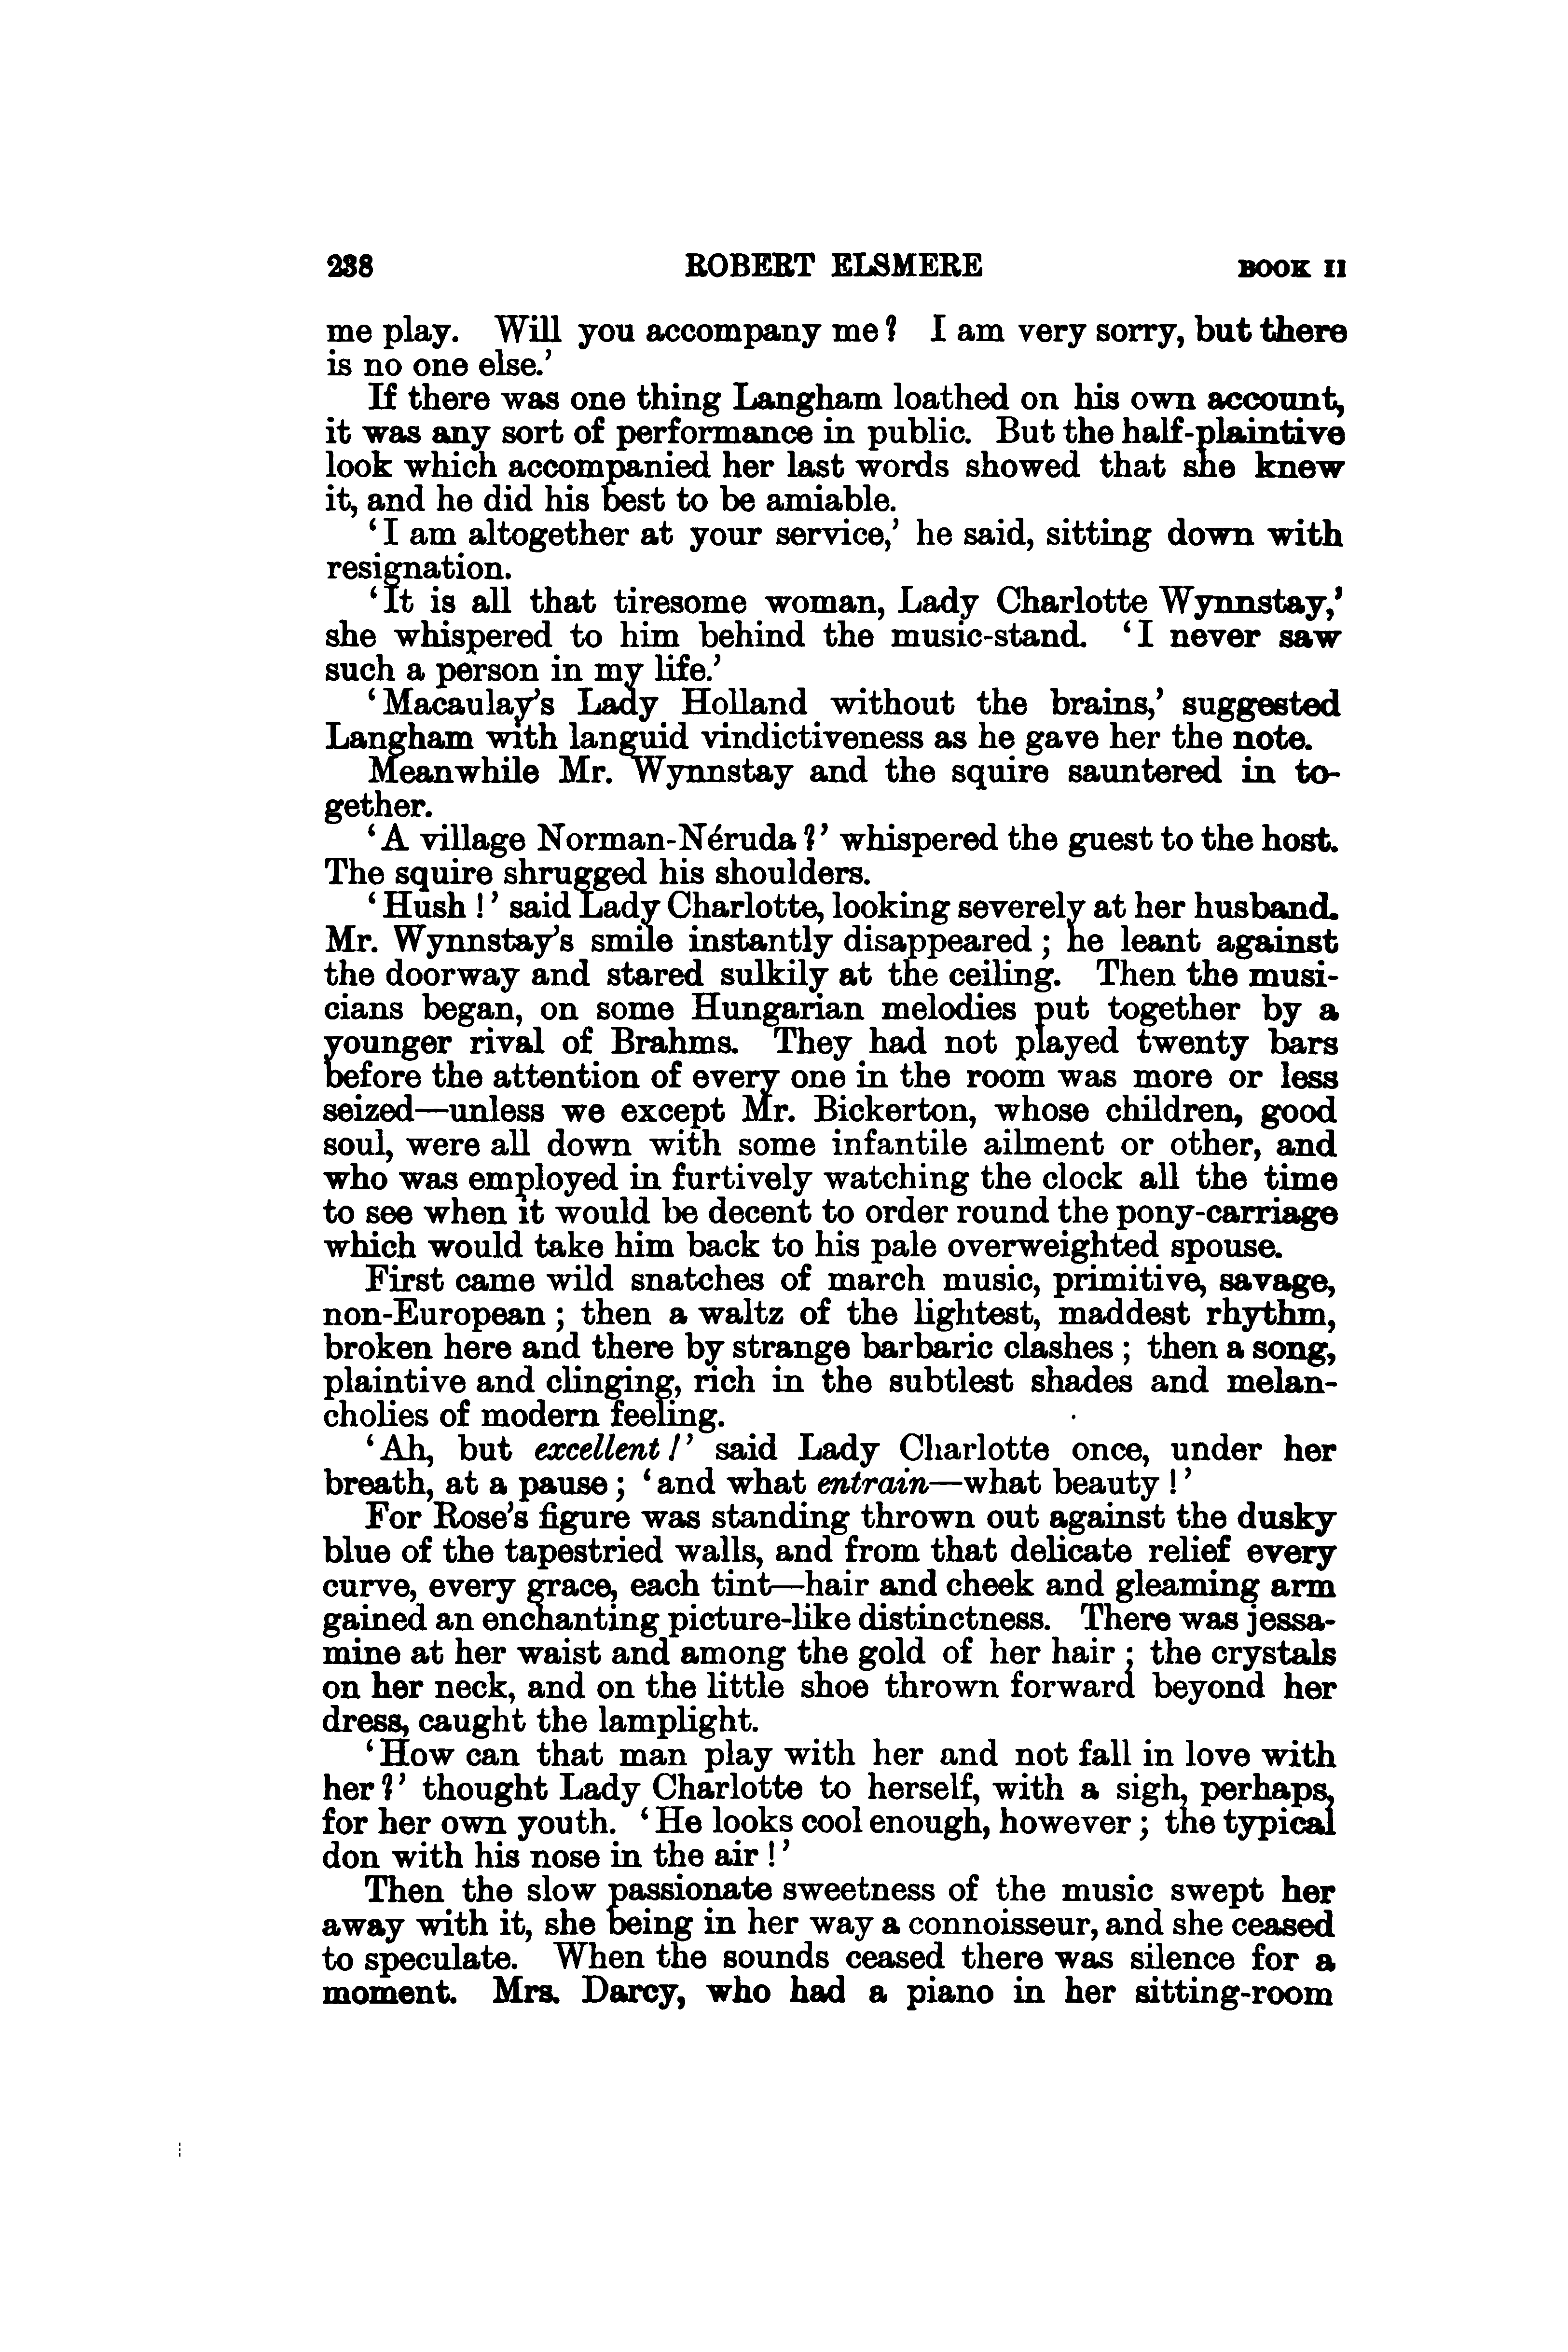 238 ROBERT ELSMERE BOOK II
me play. Will you accompany me? I am very sorry, but there
is no one else.’
If there was one thing Langham loathed on his own account,
it was any sort of performance in public. But the half-plaintive
look which accompanied her last words showed that she knew
it, and he did his best to be amiable.
‘I am altogether at your service,’ he said, sitting down with
resignation.
‘It is all that tiresome woman, Lady Charlotte Wynnstay,’
she whispered to him behind the music-stand. ‘I never saw
such a person in my life.’
‘Macaulay’s Lady Holland without the brains,’ suggested
Langham with languid vindictiveness as he gave her the note.
Meanwhile Mr. Wynnstay and the squire sauntered in to-
gether.
‘A village Norman-Néruda?’ whispered the guest to the host.
The squire shrugged his shoulders.
‘Hush!’ said Lady Charlotte, looking severely at her husband.
Mr. Wynnstay’s smile instantly disappeared; he leant against
the doorway and stared sulkily at the ceiling. Then the musi-
cians began, on some Hungarian melodies put together by a
younger rival of Brahms. They had not played twenty bars
before the attention of every one in the room was more or less
seized—unless we except Mr. Bickerton, whose children, good
soul, were all down with some infantile ailment or other, and
who was employed in furtively watching the clock all the time
to see when it would be decent to order round the pony-carriage
which would take him back to his pale overweighted spouse.
First came wild snatches of march music, primitive, savage,
non-European; then a waltz of the lightest, maddest rhythm,
broken here and there by strange barbaric clashes; then a song,
plaintive and clinging, rich in the subtlest shades and melan-
cholies of modern feeling.
‘Ah, but excellent!’ said Lady Charlotte once, under her
breath, at a pause; ‘and what entrain—what beauty!’
For Rose’s figure was standing thrown out against the dusky
blue of the tapestried walls, and from that delicate relief every
curve, every grace, each tint—hair and cheek and gleaming arm
gained an enchanting picture-like distinctness. There was jessa-
mine at her waist and among the gold of her hair; the crystals
on her neck, and on the little shoe thrown forward beyond her
dress, caught the lamplight.
‘How can that man play with her and not fall in love with
her?’ thought Lady Charlotte to herself, with a sigh, perhaps,
for her own youth. ‘He looks cool enough, however; the typical
don with his nose in the air!’
Then the slow passionate sweetness of the music swept her
away with it, she being in her way a connoisseur, and she ceased
to speculate. When the sounds ceased there was silence for a
moment. Mrs. Darcy, who had a piano in her sitting-room